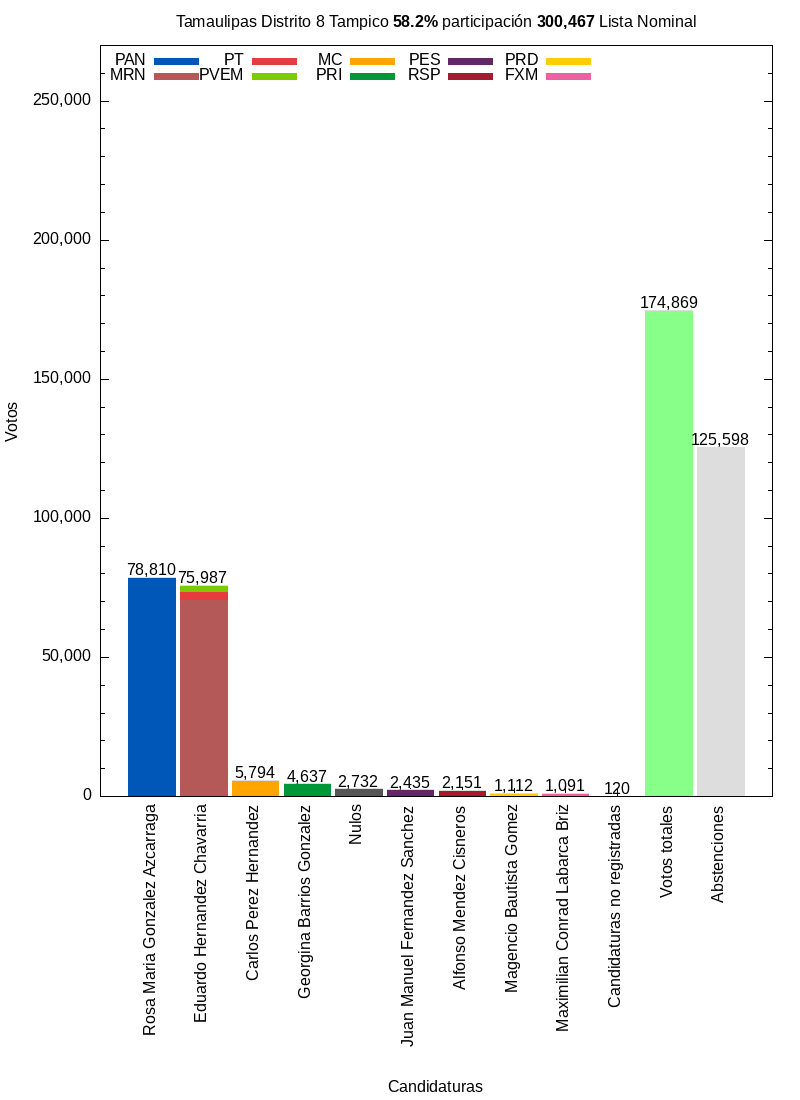 Tamaulipas Distrito 8 Tampico 58.2% participación 300,467 Lista Nominal
PAN PT MC PES PRD
MRN PVEM PRI RSP FXM
250,000
200,000
150,000
100,000
50,000
0
Votos
78,810
75,987
5,794
4,637
2,732
2,435
2,151
1,112
1,091
120
174,869
125,598
Rosa Maria Gonzalez Azcarraga
Eduardo Hernandez Chavarria
Carlos Perez Hernandez
Georgina Barrios Gonzalez
Nulos
Juan Manuel Fernandez Sanchez
Alfonso Mendez Cisneros
Magencio Bautista Gomez
Maximilian Conrad Labarca Briz
Candidaturas no registradas
Votos totales
Abstenciones
Candidaturas